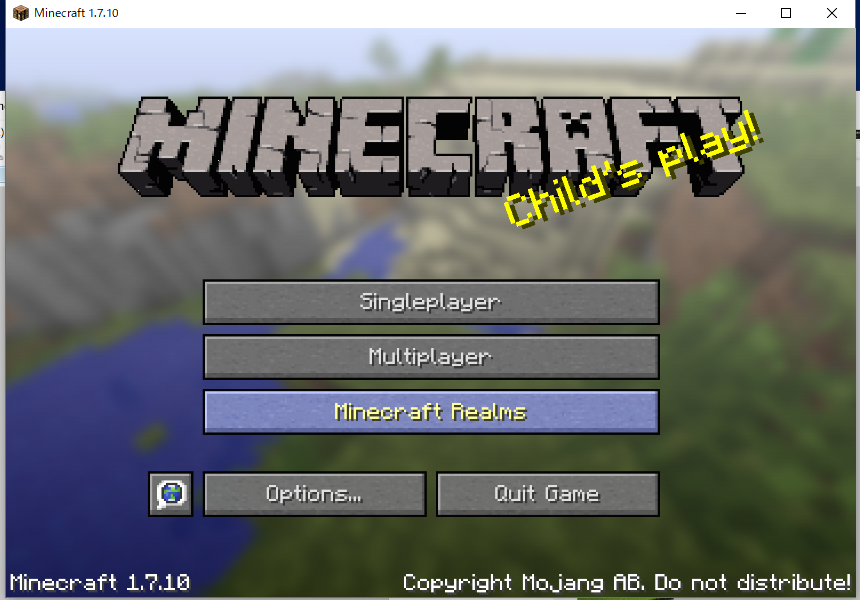 Minecraft 1.7.10
MINECRAFT
Child's play!
Singleplayer
Multiplayer
Minecraft Realms
Options...
Quit Game
Minecraft 1.7.10
Copyright Mojang AB. Do not distribute!